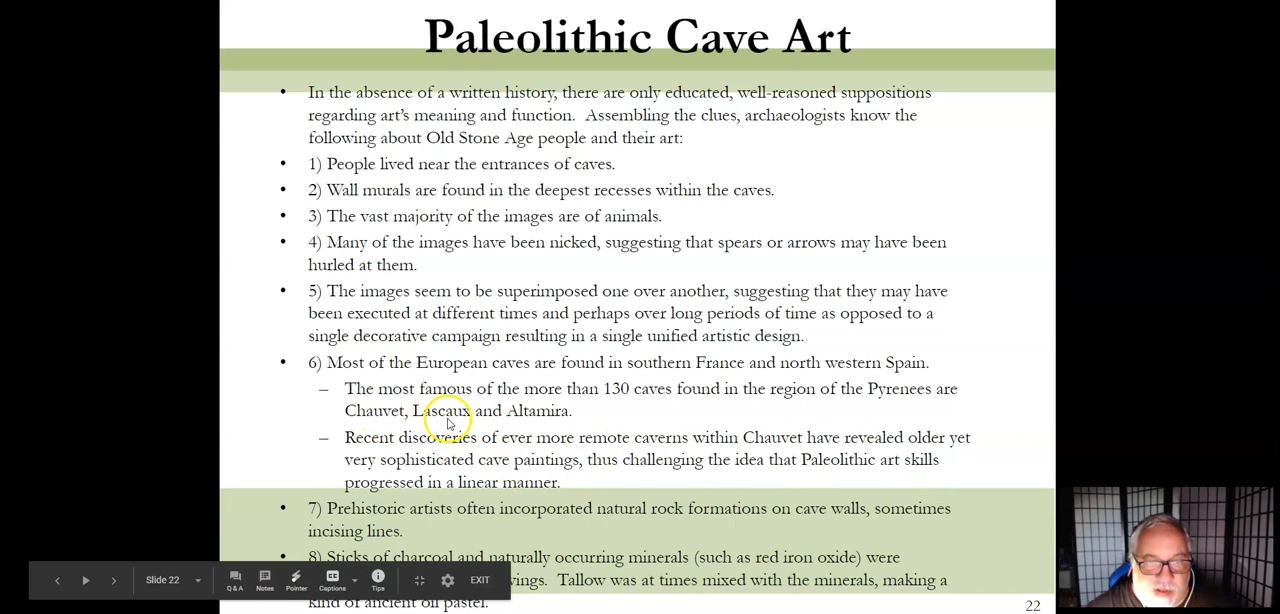 Paleolithic Cave Art
• In the absence of a written history, there are only educated, well-reasoned suppositions
regarding art's meaning and function. Assembling the clues, archaeologists know the
following about Old Stone Age people and their art:
• 1) People lived near the entrances of caves.
• 2) Wall murals are found in the deepest recesses within the caves.
• 3) The vast majority of the images are of animals.
• 4) Many of the images have been nicked, suggesting that spears or arrows may have been
hurled at them.
• 5) The images seem to be superimposed one over another, suggesting that they may have
been executed at different times and perhaps over long periods of time as opposed to a
single decorative campaign resulting in a single unified artistic design.
• 6) Most of the European caves are found in southern France and north western Spain.
– The most famous of the more than 130 caves found in the region of the Pyrenees are
Chauvet, Lascaux and Altamira.
– Recent discoveries of ever more remote caverns within Chauvet have revealed older yet
very sophisticated cave paintings, thus challenging the idea that Paleolithic art skills
progressed in a linear manner.
• 7) Prehistoric artists often incorporated natural rock formations on cave walls, sometimes
incising lines.
• 8) Sticks of charcoal and naturally occurring minerals (such as red iron oxide) were
Tallow was at times mixed with the minerals, making a
kind of ancient oil pastel.
Slide 22
Q & A
Notes
Pointer
Captions
Tips
EXIT
22